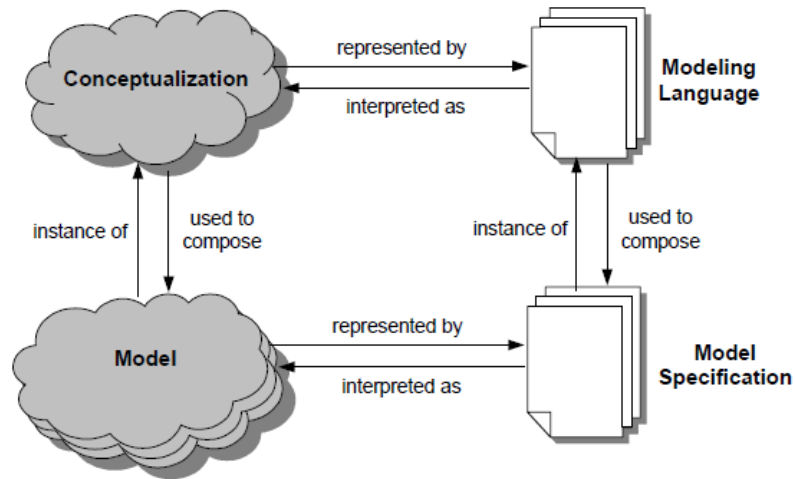 represented by
Conceptualization
Modeling
Language
interpreted as
instance of
used to
compose
instance of
used to
compose
represented by
Model
Model
Specification
interpreted as